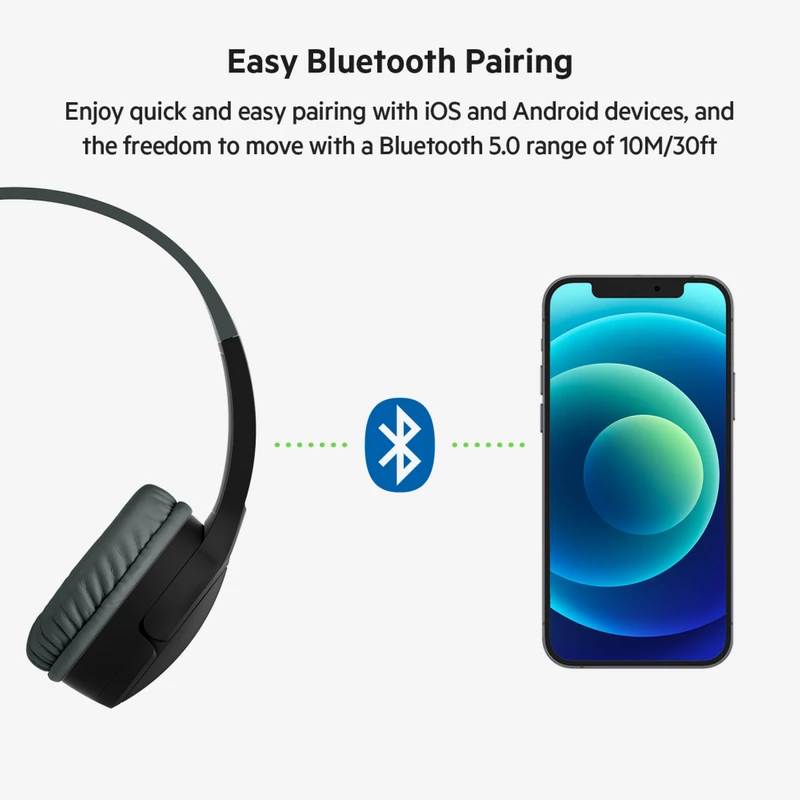 Easy Bluetooth Pairing
Enjoy quick and easy pairing with iOS and Android devices, and
the freedom to move with a Bluetooth 5.0 range of 10M/30ft